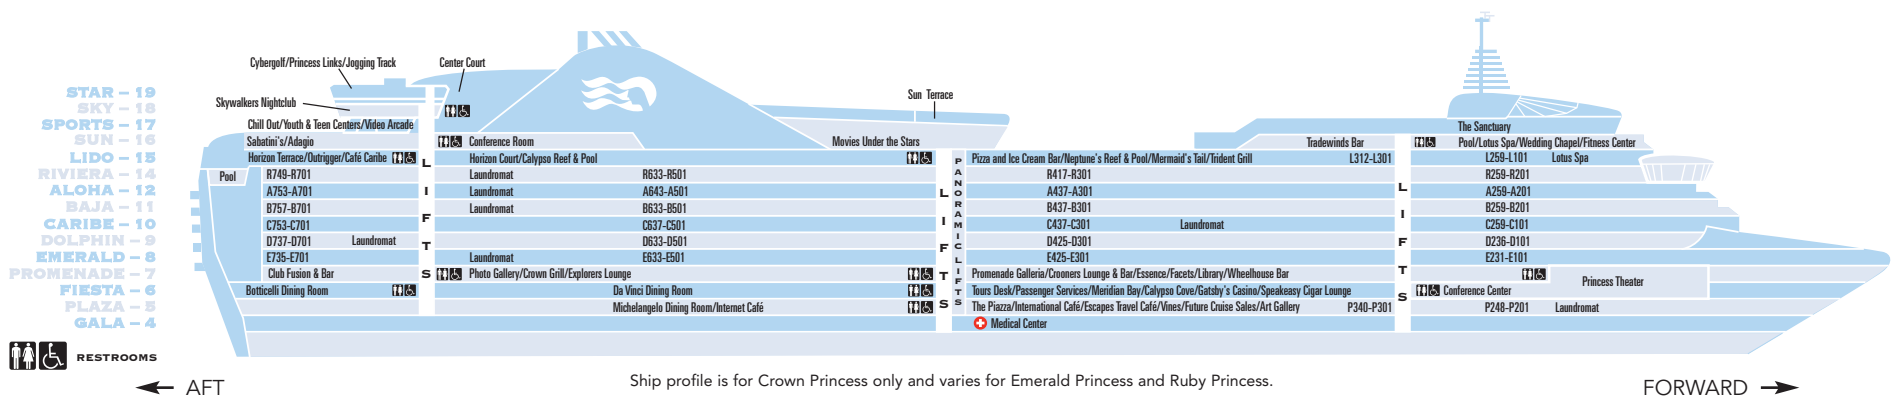 Cybergolf/Princess Links/Jogging Track
Center Court
Skywalkers Nightclub
Sun Terrace
STAR – 19
SKY – 18
SPORTS – 17
Chill Out/Youth & Teen Centers/Video Arcade
The Sanctuary
SUN – 16
Sabatini's/Adagio
Conference Room
Movies Under the Stars
Tradewinds Bar
Pool/Lotus Spa/Wedding Chapel/Fitness Center
LIDO – 15
Horizon Terrace/Outrigger/Café Caribe
Horizon Court/Calypso Reef & Pool
Pizza and Ice Cream Bar/Neptune's Reef & Pool/Mermaid's Tail/Trident Grill
L312-L301
L259-L101
Lotus Spa
RIVIERA – 14
Pool
R749-R701
Laundromat
R633-R501
R417-R301
R259-R201
ALOHA – 12
A753-A701
Laundromat
A643-A501
A437-A301
A259-A201
BAJA – 11
B757-B701
Laundromat
B633-B501
B437-B301
B259-B201
CARIBE – 10
C753-C701
C637-C501
C437-C301
Laundromat
C259-C101
DOLPHIN – 9
D737-D701
Laundromat
D633-D501
D425-D301
D236-D101
EMERALD – 8
E735-E701
Laundromat
E633-E501
E425-E301
E231-E101
PROMENADE – 7
Club Fusion & Bar
Photo Gallery/Crown Grill/Explorers Lounge
Promenade Galleria/Crooners Lounge & Bar/Essence/Facets/Library/Wheelhouse Bar
Princess Theater
FIESTA – 6
Botticelli Dining Room
Da Vinci Dining Room
Tours Desk/Passenger Services/Meridian Bay/Calypso Cove/Gatsby's Casino/Speakeasy Cigar Lounge
Conference Center
PLAZA – 5
Michelangelo Dining Room/Internet Café
The Piazza/International Café/Escapes Travel Café/Vines/Future Cruise Sales/Art Gallery
P340-P301
P248-P201
Laundromat
GALA – 4
Medical Center
LIFTS
LIFTS
PANORAMIC LIFTS
LIFTS
RESTROOMS
AFT
Ship profile is for Crown Princess only and varies for Emerald Princess and Ruby Princess.
FORWARD